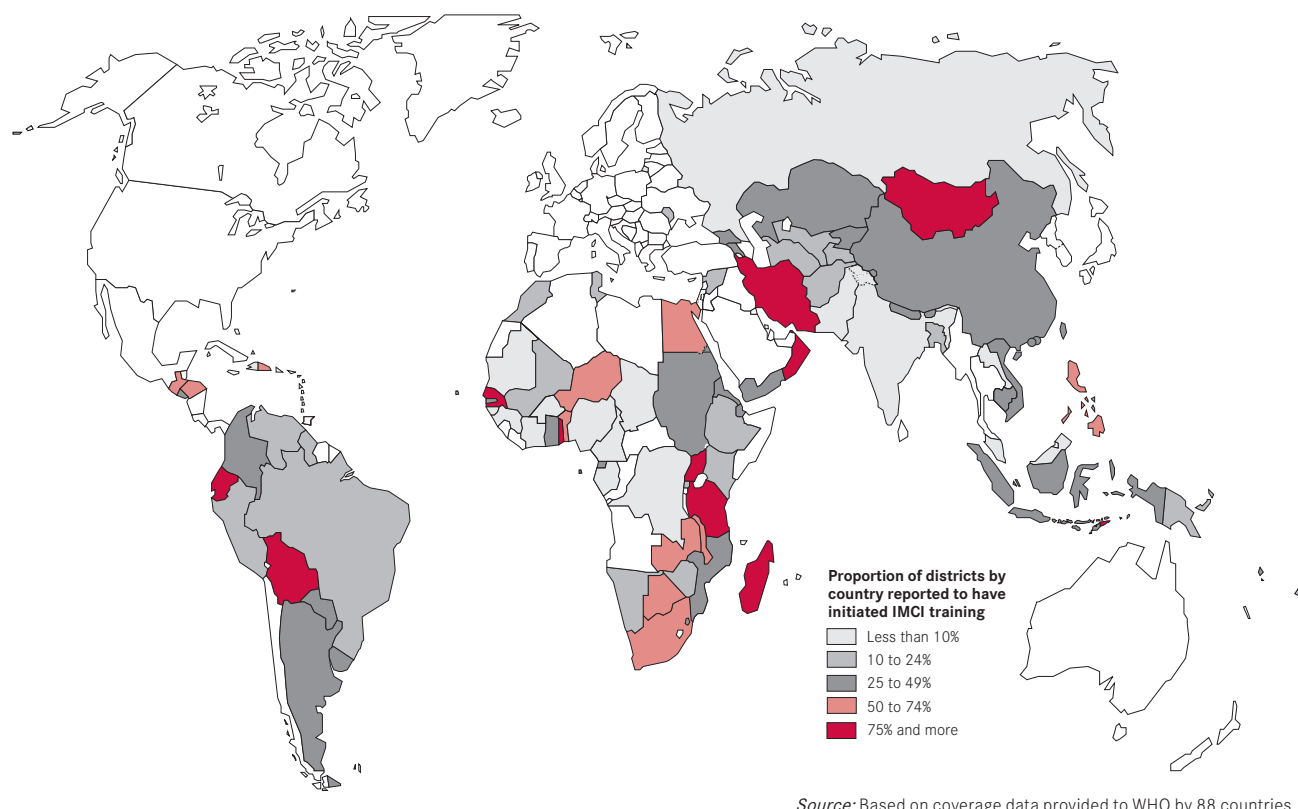 Proportion of districts by
country reported to have
initiated IMCI training
Less than 10%
10 to 24%
25 to 49%
50 to 74%
75% and more
Source: Based on coverage data provided to WHO by 88 countries